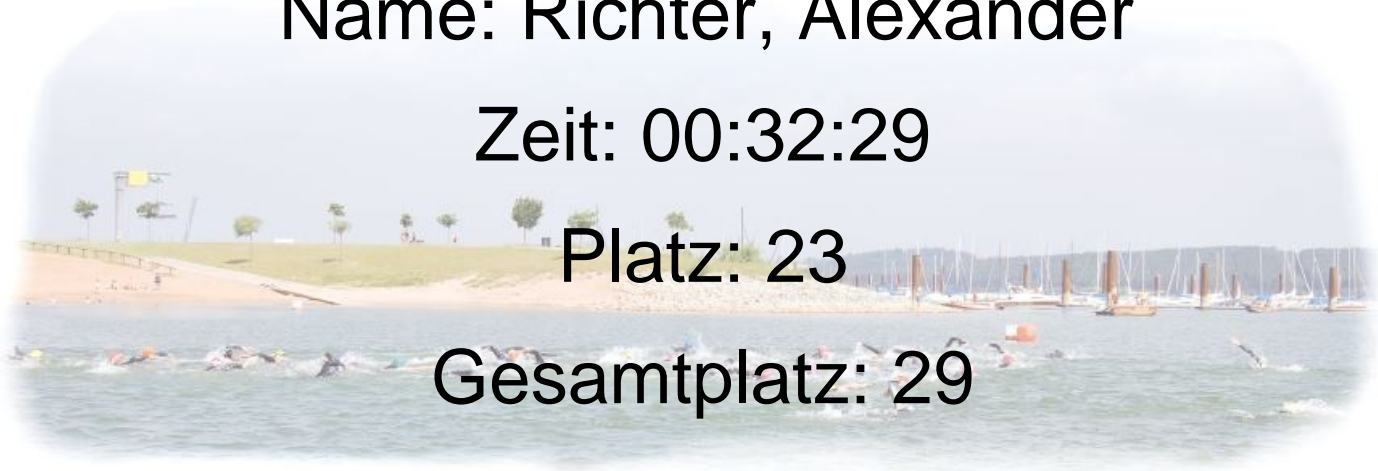 Name: Richter, Alexander
Zeit: 00:32:29
Platz: 23
Gesamtplatz: 29